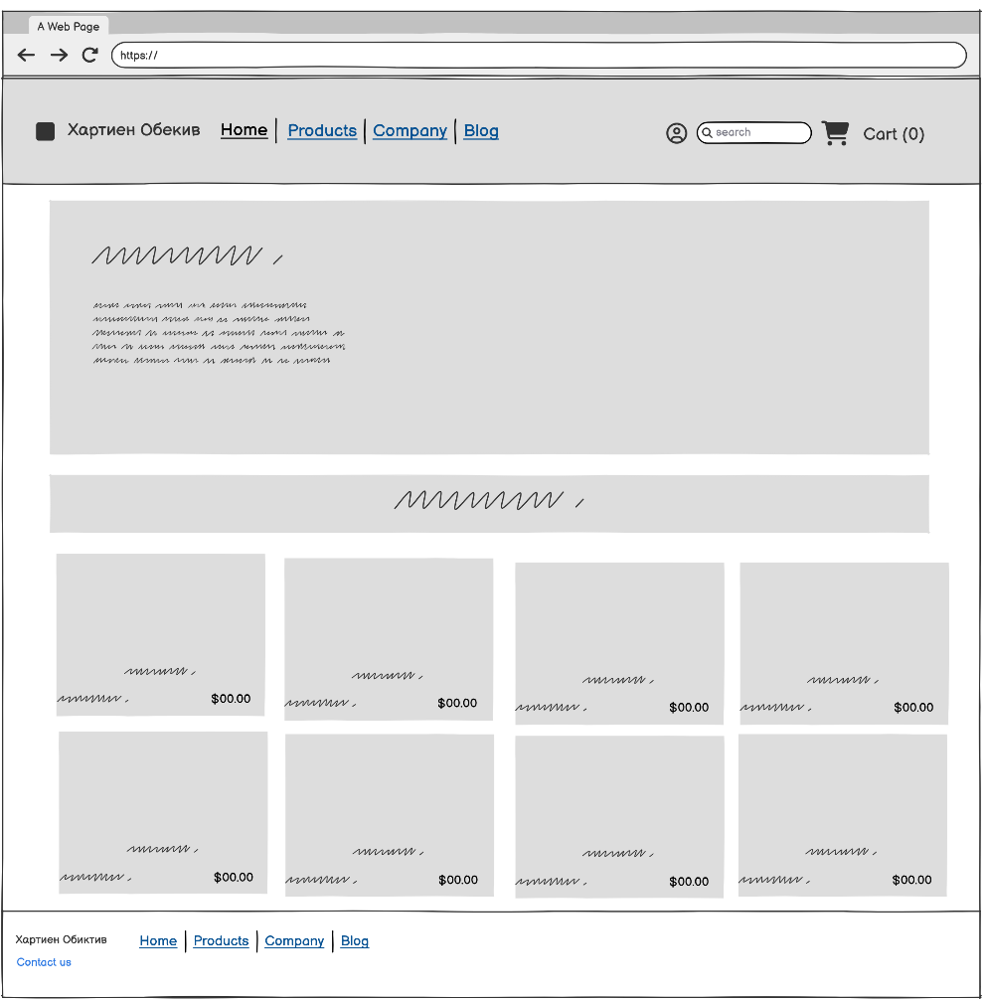 A Web Page
https://
Хартиен Обекив Home Products Company Blog search Cart (0)
$00.00 $00.00 $00.00 $00.00
$00.00 $00.00 $00.00 $00.00
Хартиен Обиктив Home Products Company Blog
Contact us